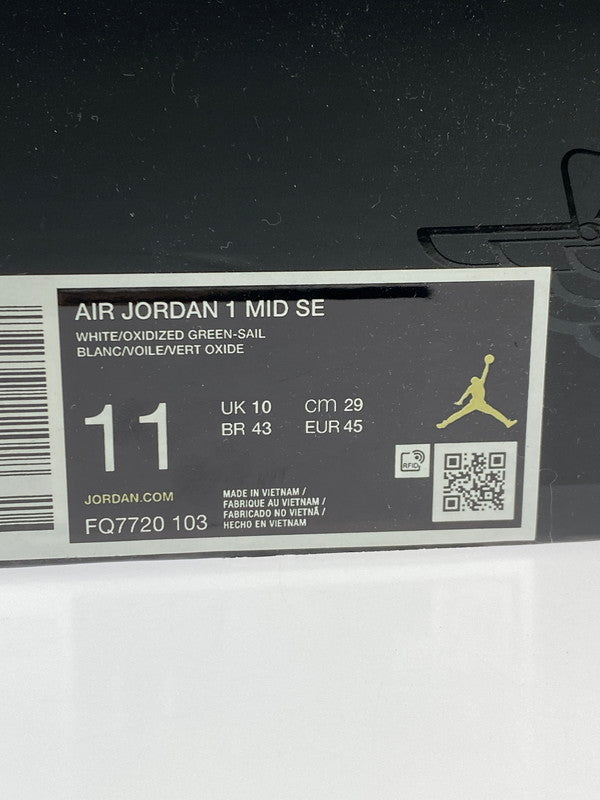 AIR JORDAN 1 MID SE
WHITE/OXIDIZED GREEN-SAIL
BLANC/VOILE/VERT OXIDE
11
UK 10 cm 29
BR 43 EUR 45
RFID
JORDAN.COM
FQ7720 103
MADE IN VIETNAM /
FABRIQUE AU VIETNAM /
FABRICADO NO VIETNÃ /
HECHO EN VIETNAM